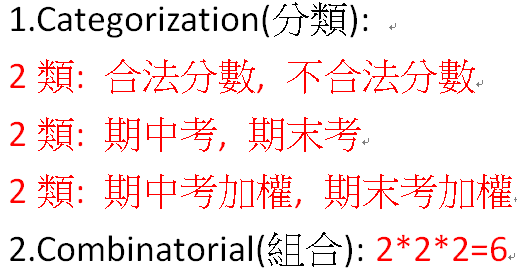 1.Categorization(分類):
2 類: 合法分數, 不合法分數
2 類: 期中考, 期末考
2 類: 期中考加權, 期末考加權
2.Combinatorial(組合): 2*2*2=6